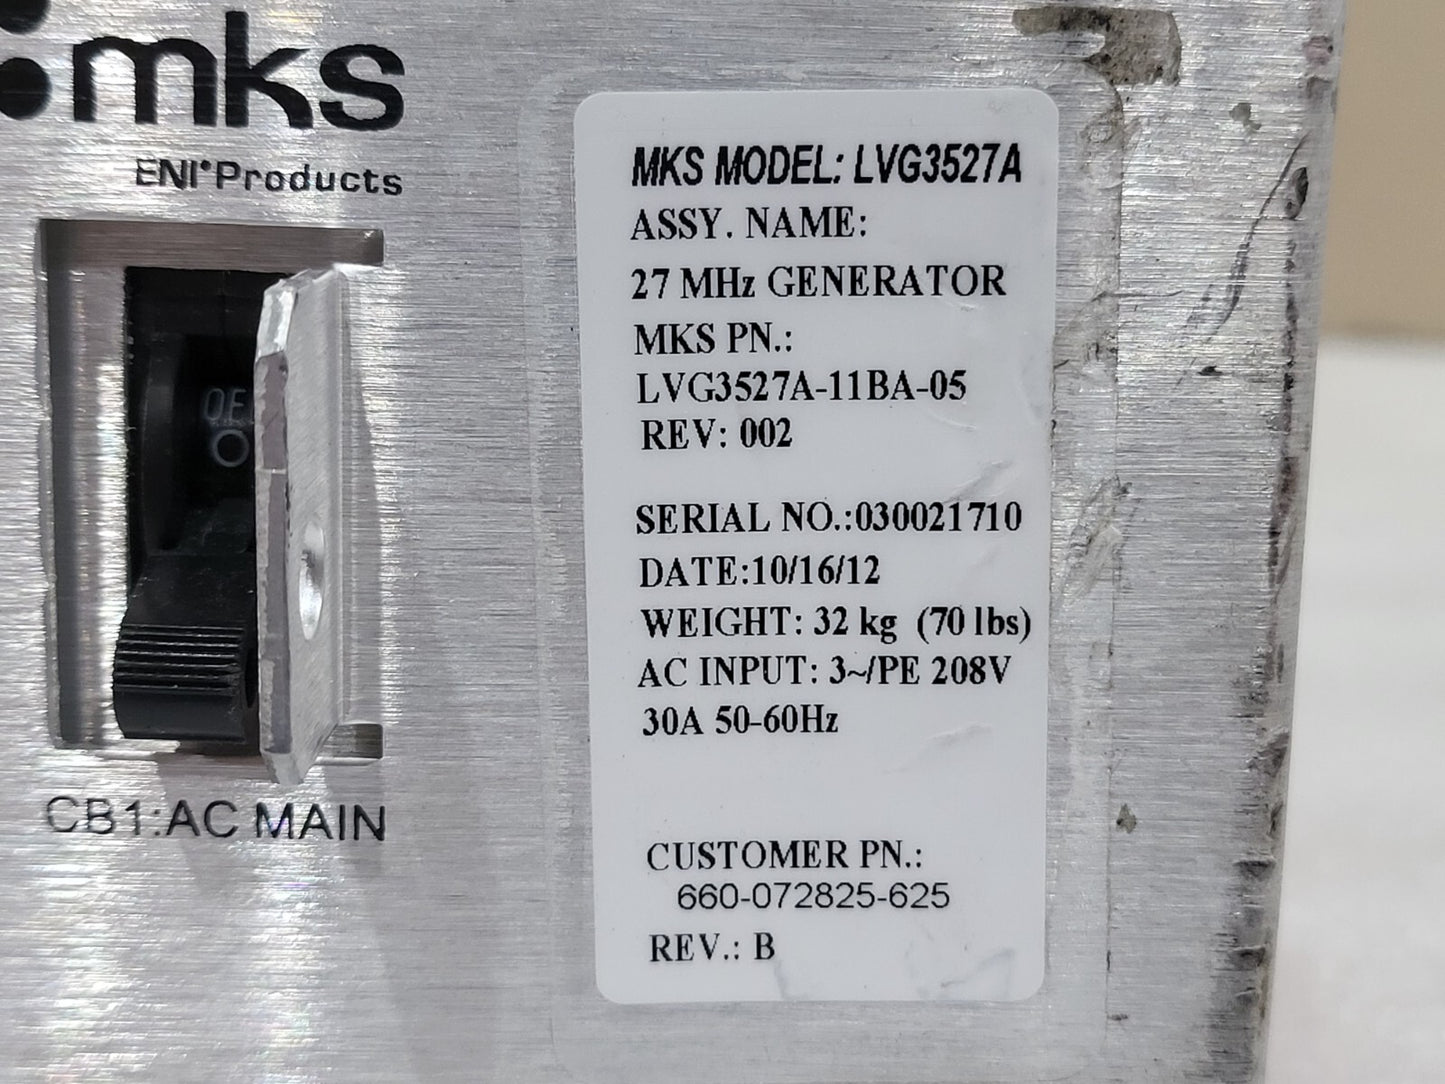 mks
ENI Products
OF
O
CB1:AC MAIN
MKS MODEL: LVG3527A
ASSY. NAME:
27 MHz GENERATOR
MKS PN.:
LVG3527A-11BA-05
REV: 002
SERIAL NO.:030021710
DATE:10/16/12
WEIGHT: 32 kg (70 lbs)
AC INPUT: 3~/PE 208V
30A 50-60Hz
CUSTOMER PN.:
660-072825-625
REV.: B